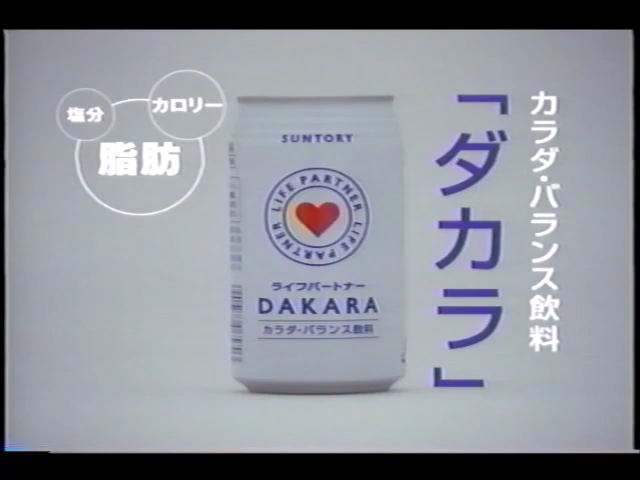 塩分
カロリー
脂肪
SUNTORY
LIFE PARTNER LIFE PARTNER
ライフパートナー
DAKARA
カラダ・バランス飲料
カラダ・バランス飲料
「ダカラ」